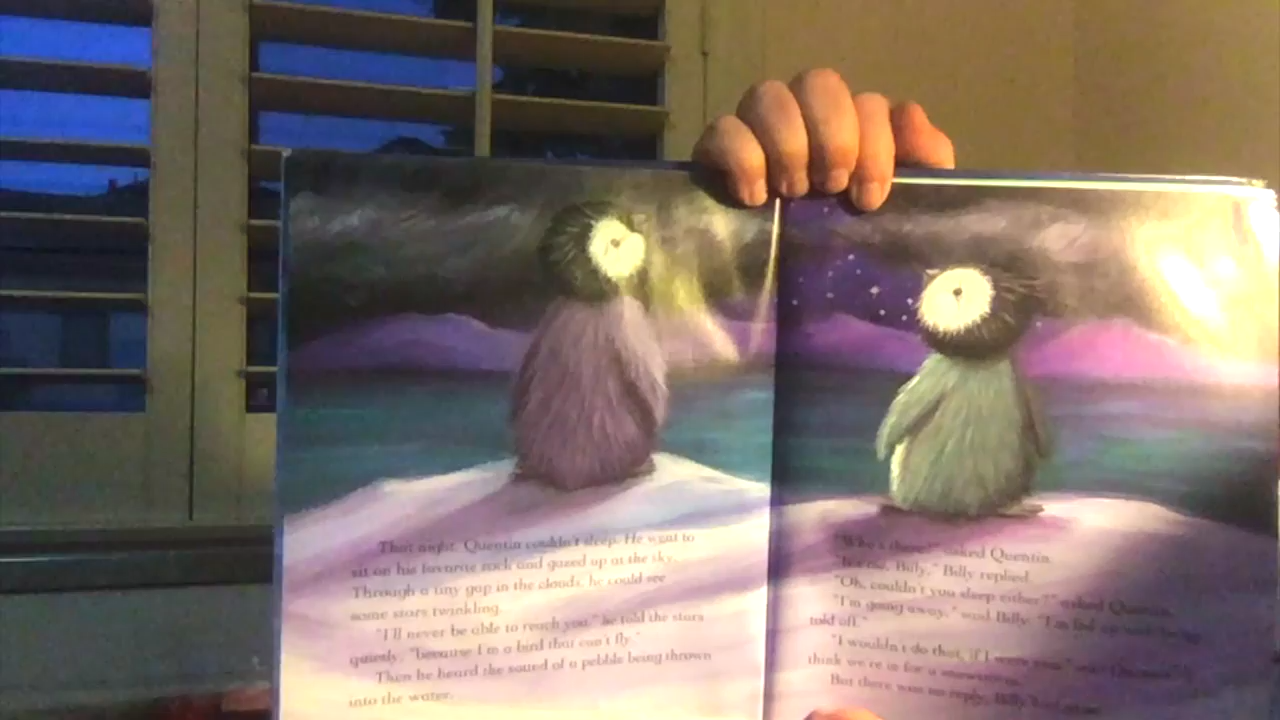 That night, Quentin couldn't sleep. He went to
sit on his favorite rock and gazed up at the sky.
Through a tiny gap in the clouds, he could see
some stars twinkling.
"I'll never be able to reach you," he told the stars
quietly, "because I'm a bird that can't fly."
Then he heard the sound of a pebble being thrown
into the water.
"Who's there?" asked Quentin.
"It's me, Billy," Billy replied.
"Oh, couldn't you sleep either?" asked Quentin.
"I'm going away," said Billy. "I'm fed up with being
told off."
"I wouldn't do that, if I were you," said Quentin.
think we're in for a snowstorm.
But there was no reply. Billy had